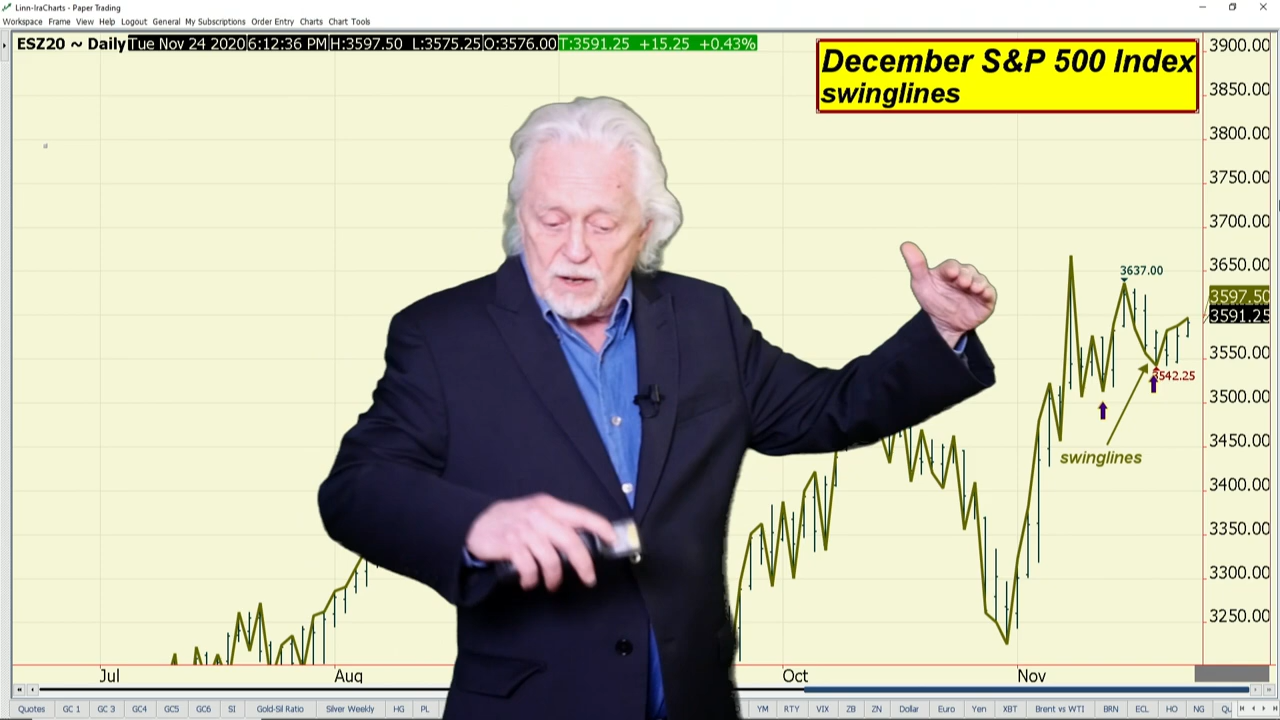 Linn-IraCharts - Paper Trading
Workspace Frame View Help Logout General My Subscriptions Order Entry Charts Chart Tools
ESZ20 ~ Daily Tue Nov 24 2020 6:12:36 PM H:3597.50 L:3575.25 O:3576.00 T:3591.25 +15.25 +0.43%
December S&P 500 Index
swinglines
3900.00
3850.00
3800.00
3750.00
3700.00
3650.00
3637.00
3597.50
3591.25
3550.00
3542.25
3500.00
3450.00
swinglines
3400.00
3350.00
3300.00
3250.00
Jul Aug Oct Nov
Quotes GC 1 GC 3 GC4 GC5 GC6 SI Gold-Sil Ratio Silver Weekly HG PL YM RTY VIX ZB ZN Dollar Euro Yen XBT Brent vs WTI BRN ECL HO NG